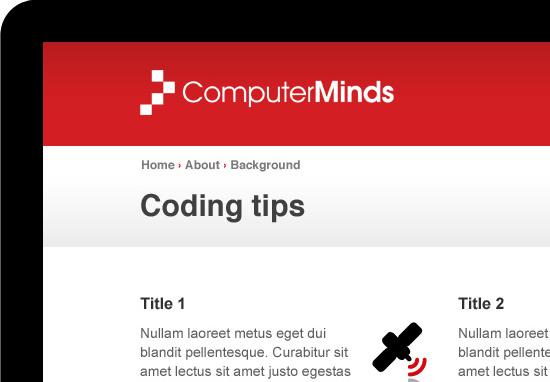 ComputerMinds
Home › About › Background
Coding tips
Title 1
Nullam laoreet metus eget dui
blandit pellentesque. Curabitur sit
amet lectus sit amet justo egestas
Title 2
Nullam laoreet
blandit pellente
amet lectus sit